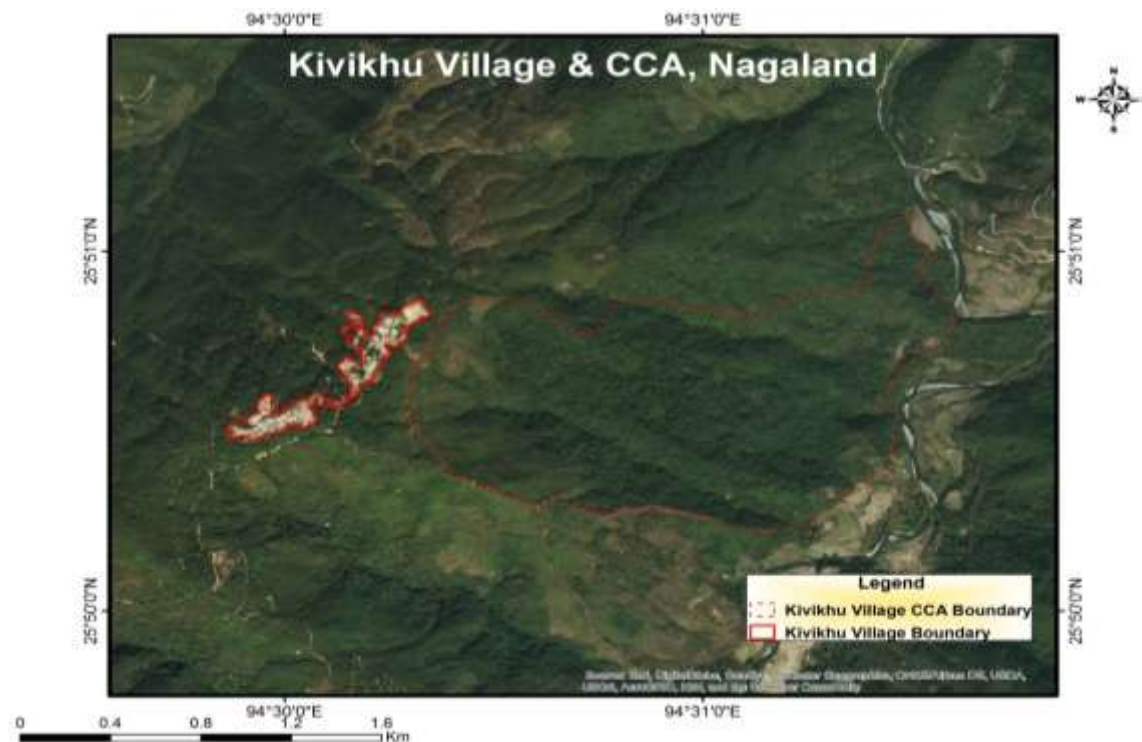 94°30'0"E
94°31'0"E
Kivikhu Village & CCA, Nagaland
N
W
25°51'0"N
25°51'0"N
25°50'0"N
25°50'0"N
Legend
Kivikhu Village CCA Boundary
Kivikhu Village Boundary
Community
94°30'0"E
94°31'0"E
0 0.4 0.8 1.2 1.6
Km